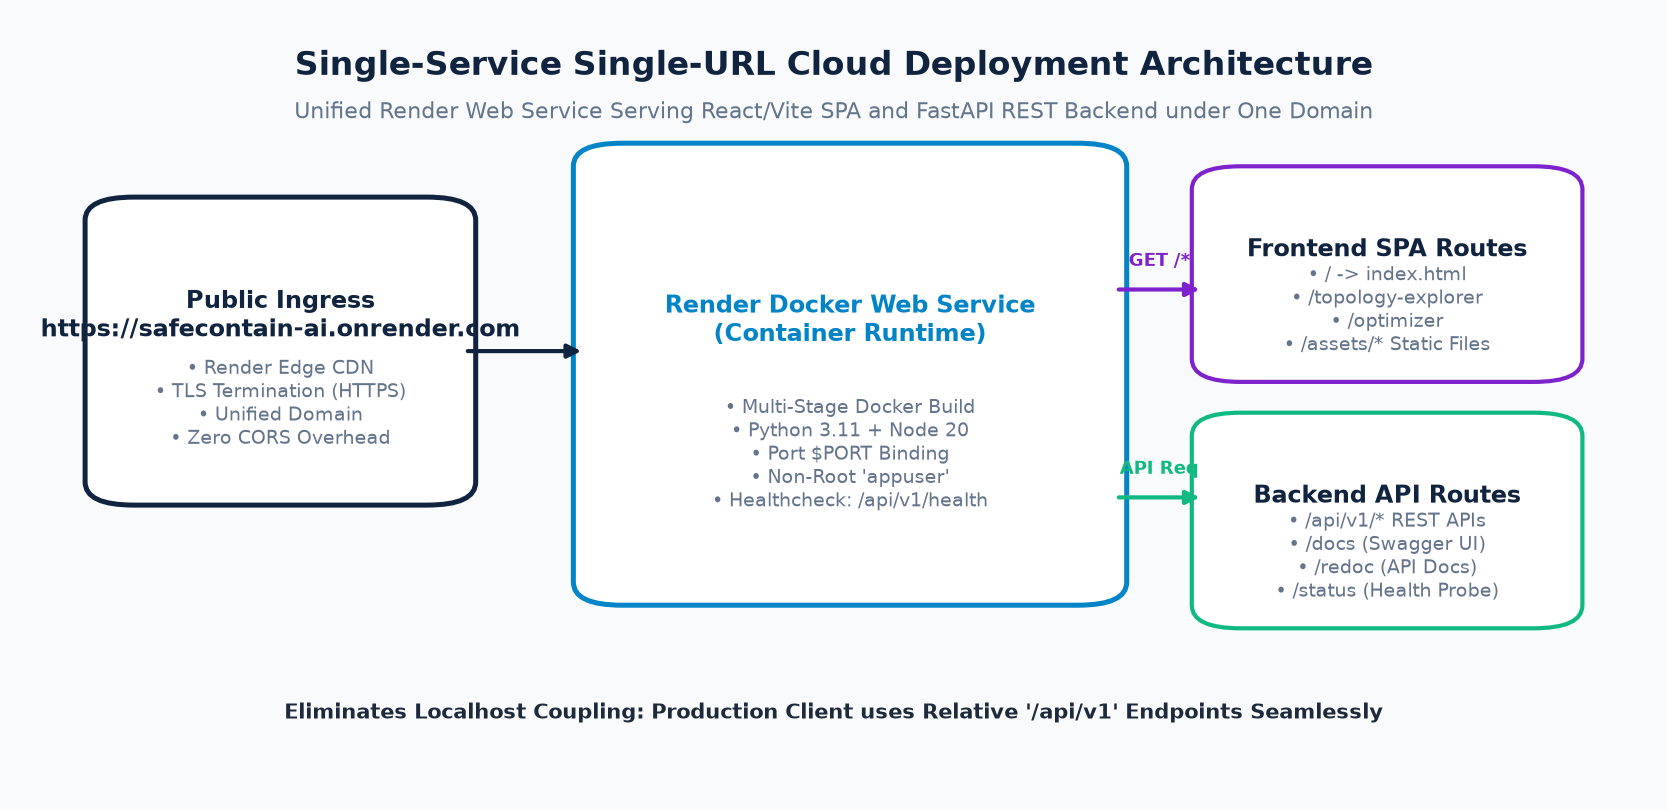 Single-Service Single-URL Cloud Deployment Architecture
Unified Render Web Service Serving React/Vite SPA and FastAPI REST Backend under One Domain
Public Ingress
https://safecontain-ai.onrender.com
• Render Edge CDN
• TLS Termination (HTTPS)
• Unified Domain
• Zero CORS Overhead
Render Docker Web Service
(Container Runtime)
• Multi-Stage Docker Build
• Python 3.11 + Node 20
• Port $PORT Binding
• Non-Root 'appuser'
• Healthcheck: /api/v1/health
GET /*
Frontend SPA Routes
• / -> index.html
• /topology-explorer
• /optimizer
• /assets/* Static Files
API Req
Backend API Routes
• /api/v1/* REST APIs
• /docs (Swagger UI)
• /redoc (API Docs)
• /status (Health Probe)
Eliminates Localhost Coupling: Production Client uses Relative '/api/v1' Endpoints Seamlessly